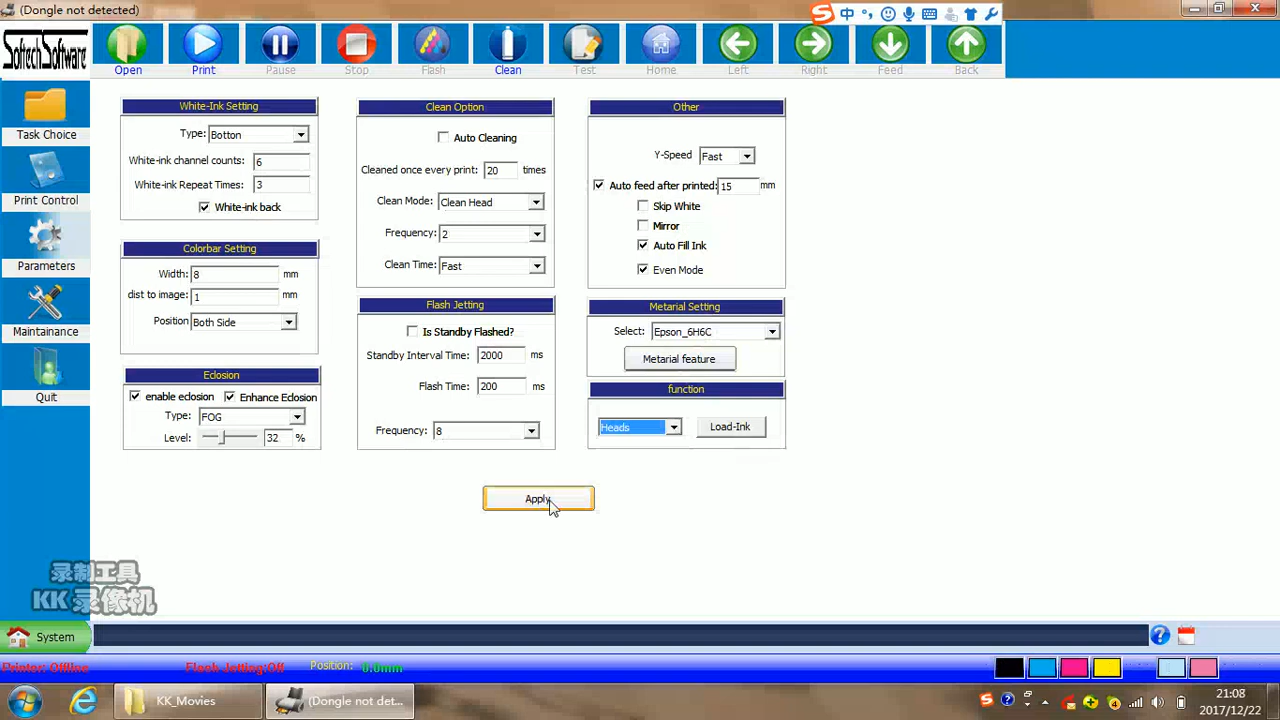 (Dongle not detected)
中
Softech Software
Open
Print
Pause
Stop
Flash
Clean
Test
Home
Left
Right
Feed
Back
Task Choice
Print Control
Parameters
Maintainance
Quit
White-Ink Setting
Type: Botton
White-ink channel counts: 6
White-ink Repeat Times: 3
White-ink back
Colorbar Setting
Width: 8 mm
dist to image: 1 mm
Position Both Side
Eclosion
enable eclosion Enhance Eclosion
Type: FOG
Level: 32 %
Clean Option
Auto Cleaning
Cleaned once every print: 20 times
Clean Mode: Clean Head
Frequency: 2
Clean Time: Fast
Flash Jetting
Is Standby Flashed?
Standby Interval Time: 2000 ms
Flash Time: 200 ms
Frequency: 8
Other
Y-Speed Fast
Auto feed after printed: 15 mm
Skip White
Mirror
Auto Fill Ink
Even Mode
Metarial Setting
Select: Epson_6H6C
Metarial feature
function
Heads Load-Ink
Apply
录制工具
KK 录像机
System
Printer: Offline Flash Jetting:Off Position: 0.0mm
KK_Movies (Dongle not det...
21:08
2017/12/22